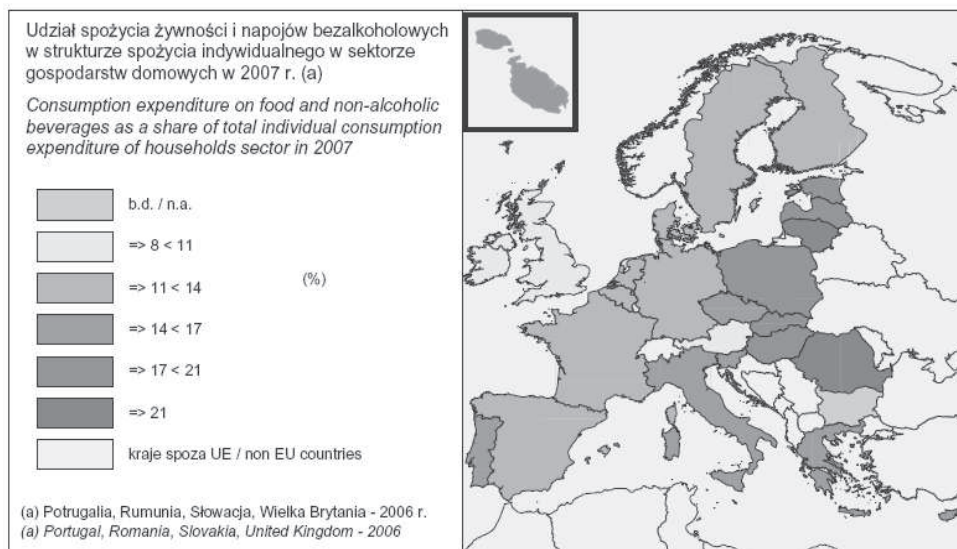 Udział spożycia żywności i napojów bezalkoholowych
w strukturze spożycia indywidualnego w sektorze
gospodarstw domowych w 2007 r. (a)
Consumption expenditure on food and non-alcoholic
beverages as a share of total individual consumption
expenditure of households sector in 2007
b.d. / n.a.
=> 8 < 11
=> 11 < 14
(%)
=> 14 < 17
=> 17 < 21
=> 21
kraje spoza UE / non EU countries
(a) Potrugalia, Rumunia, Słowacja, Wielka Brytania - 2006 r.
(a) Portugal, Romania, Slovakia, United Kingdom - 2006